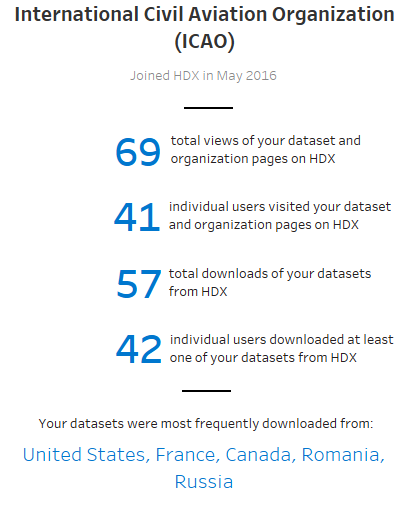 International Civil Aviation Organization
(ICAO)
Joined HDX in May 2016
69 total views of your dataset and
organization pages on HDX
41 individual users visited your dataset
and organization pages on HDX
57 total downloads of your datasets
from HDX
42 individual users downloaded at least
one of your datasets from HDX
Your datasets were most frequently downloaded from:
United States, France, Canada, Romania,
Russia